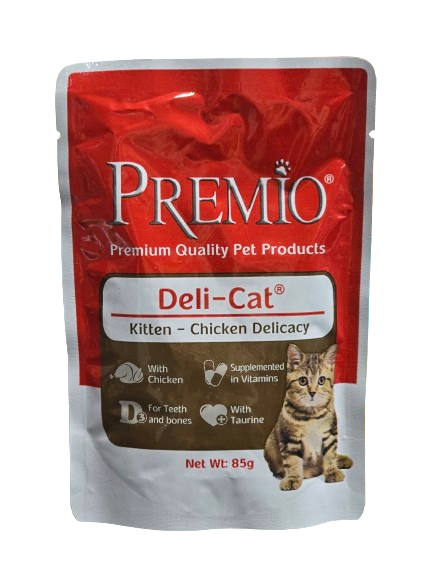 PREMIO®
Premium Quality Pet Products
Deli-Cat®
Kitten - Chicken Delicacy
With
Chicken
Supplemented
in Vitamins
D3
For Teeth
and bones
With
Taurine
Net Wt: 85g